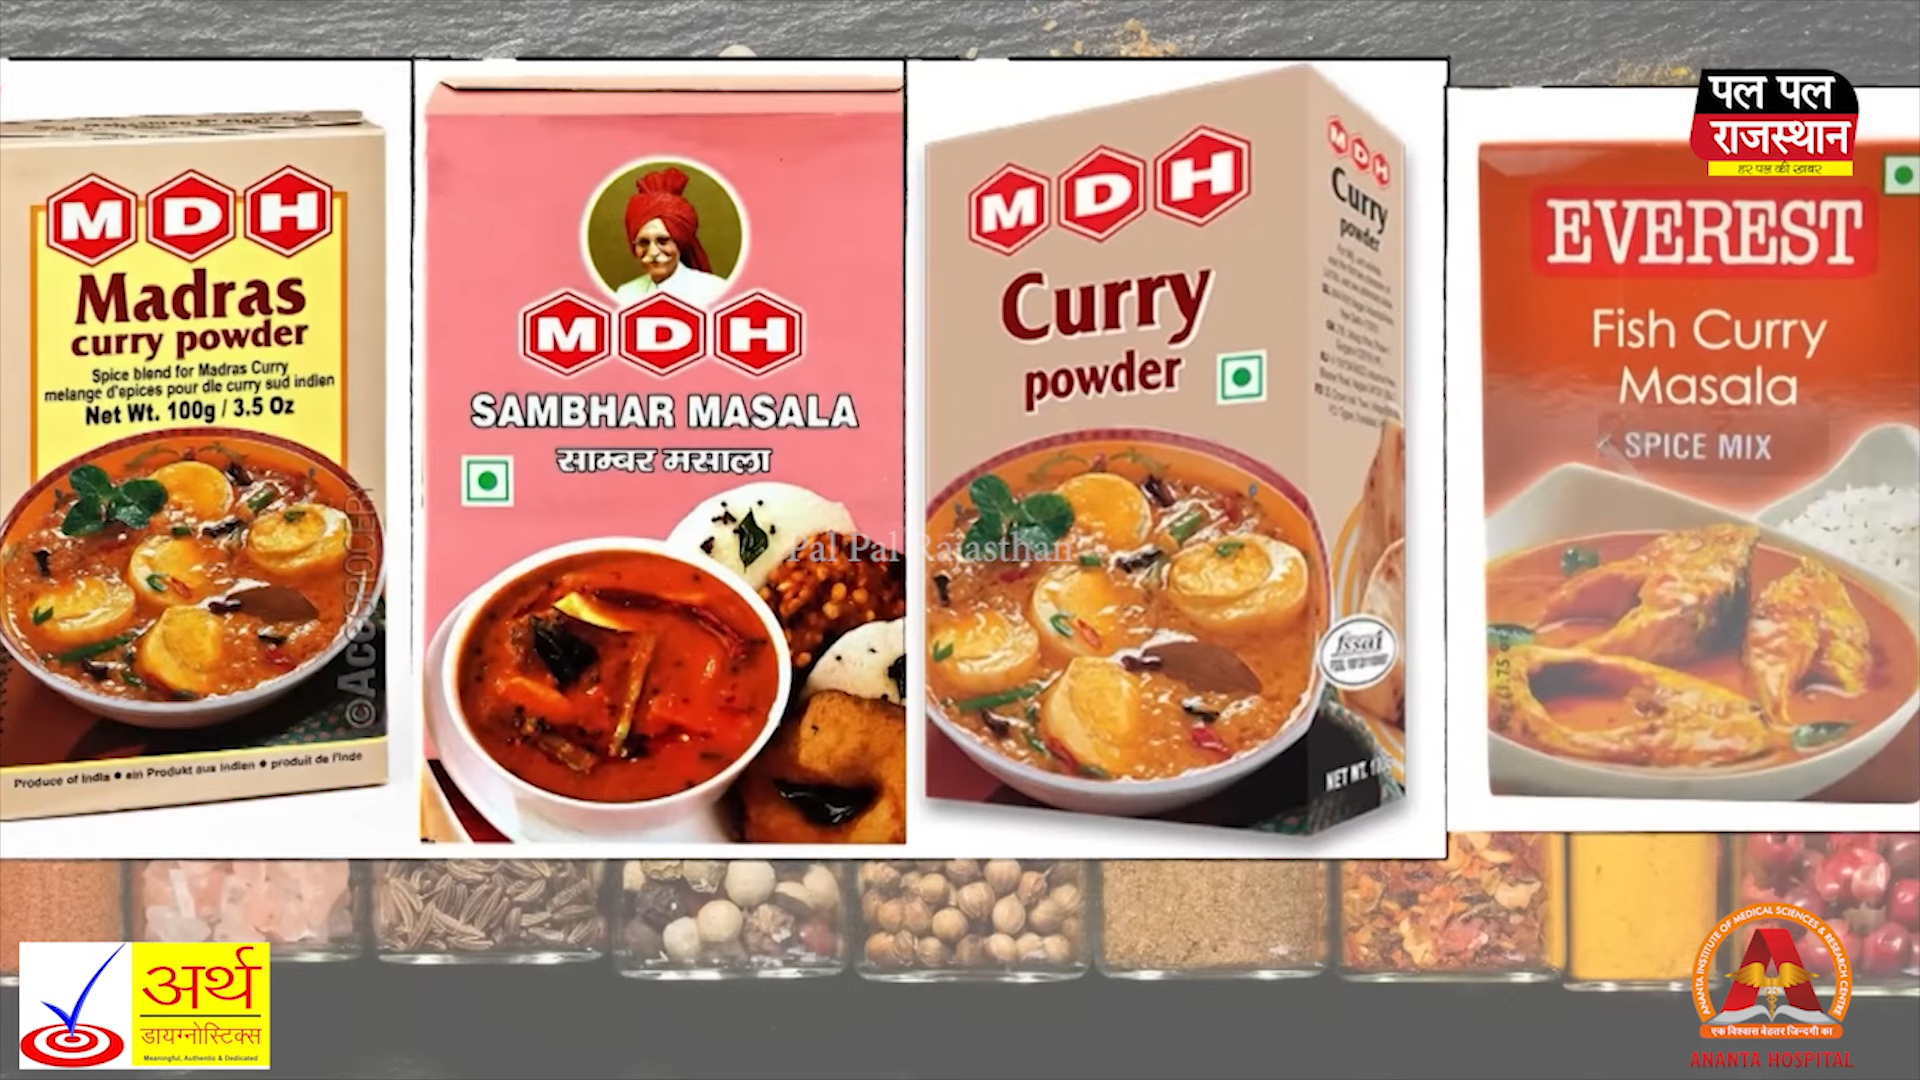 MDH
Madras
curry powder
Spice blend for Madras Curry
melange d'epices pour dle curry sud indien
Net Wt. 100g / 3.5 Oz
Produce of India • ein Produkt aus Indien • produit de l'Inde
MDH
SAMBHAR MASALA
साम्बर मसाला
MDH
Curry
powder
MDH
Curry
powder
fssai
NET WT.
EVEREST
Fish Curry
Masala
SPICE MIX
पल पल
राजस्थान
हर पल की खबर
Pal Pal Rajasthan
अर्थ
डायग्नोस्टिक्स
Meaningful, Authentic & Dedicated
ANANTA INSTITUTE OF MEDICAL SCIENCES & RESEARCH CENTRE
एक विश्वास बेहतर जिन्दगी का
ANANTA HOSPITAL